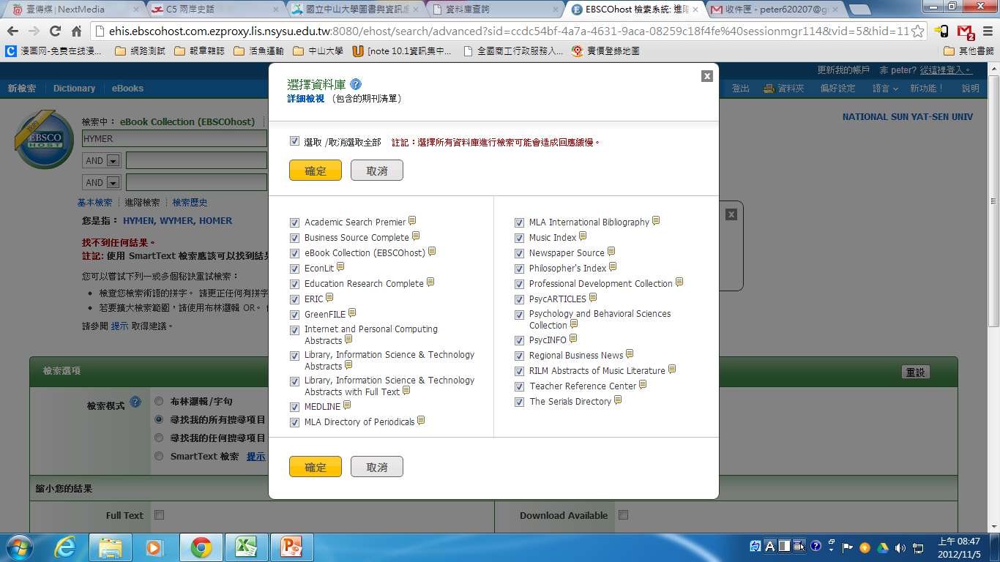 壹傳媒 | NextMedia
C5 兩岸史話
國立中山大學圖書與資訊處
資料庫查詢
EBSCOhost 檢索系統: 進階
收件匣 - peter620207@g
ehis.ebscohost.com.ezproxy.lis.nsysu.edu.tw:8080/ehost/search/advanced?sid=ccdc54bf-4a7a-4631-9aca-08259c18f4fe%40sessionmgr114&vid=5&hid=11
2
漫画网-免费在线漫...
網路測試
報章雜誌
活魚運輸
中山大學
[note 10.1資訊集中...
全國商工行政服務入...
實價登錄地圖
其他書籤
更新我的帳戶 非 peter? 從這裡登入。
新檢索 Dictionary eBooks
登出 資料夾 偏好設定 語言 新功能！ 說明
EBSCO HOST
NATIONAL SUN YAT-SEN UNIV
檢索中： eBook Collection (EBSCOhost)
HYMER
AND
AND
基本檢索 進階檢索 檢索歷史
您是指： HYMEN, WYMER, HOMER
找不到任何結果。
註記: 使用 SmartText 檢索應該可以找到結果
您可以嘗試下列一或多個秘訣重試檢索：
檢查您檢索術語的拼字。 請更正任何有拼字
若要擴大檢索範圍，請使用布林邏輯 OR。
請參閱 提示 取得建議。
選擇資料庫
詳細檢視 （包含的期刊清單）
選取 /取消選取全部 註記：選擇所有資料庫進行檢索可能會造成回應緩慢。
確定 取消
Academic Search Premier
Business Source Complete
eBook Collection (EBSCOhost)
EconLit
Education Research Complete
ERIC
GreenFILE
Internet and Personal Computing
Abstracts
Library, Information Science & Technology
Abstracts
Library, Information Science & Technology
Abstracts with Full Text
MEDLINE
MLA Directory of Periodicals
MLA International Bibliography
Music Index
Newspaper Source
Philosopher's Index
Professional Development Collection
PsycARTICLES
Psychology and Behavioral Sciences
Collection
PsycINFO
Regional Business News
RILM Abstracts of Music Literature
Teacher Reference Center
The Serials Directory
確定 取消
檢索選項
重設
檢索模式
布林邏輯/字句
尋找我的所有搜尋項目
尋找我的任何搜尋項目
SmartText 檢索 提示
縮小您的結果
Full Text
Download Available
上午 08:47
2012/11/5